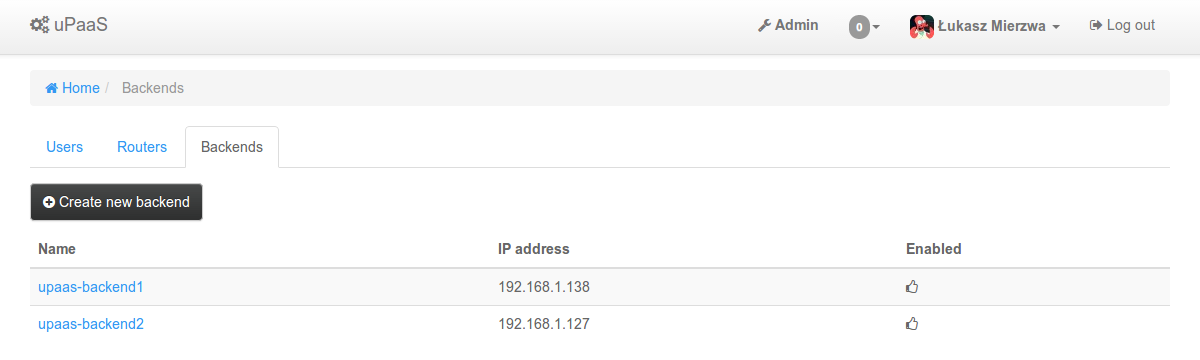 uPaaS Admin 0 Łukasz Mierzwa Log out
Home / Backends
Users Routers Backends
Create new backend
Name IP address Enabled
upaas-backend1 192.168.1.138
upaas-backend2 192.168.1.127